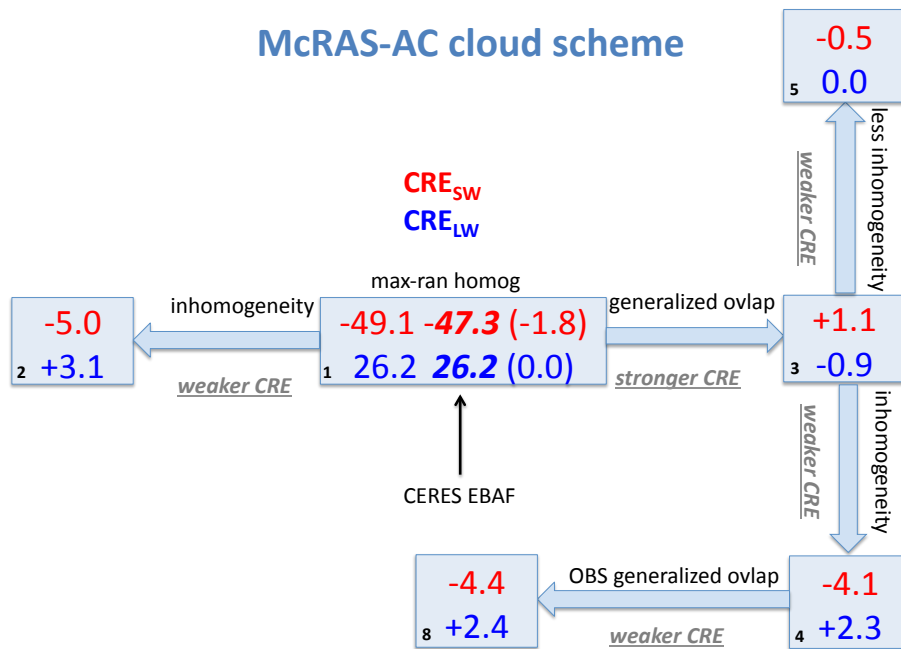 McRAS-AC cloud scheme
-0.5
5 0.0
less inhomogeneity
weaker CRE
CRE_SW
CRE_LW
max-ran homog
inhomogeneity
generalized ovlap
-5.0
2 +3.1
weaker CRE
-49.1 -47.3 (-1.8)
1 26.2 26.2 (0.0)
stronger CRE
+1.1
3 -0.9
weaker CRE
inhomogeneity
CERES EBAF
-4.4
8 +2.4
OBS generalized ovlap
weaker CRE
-4.1
4 +2.3